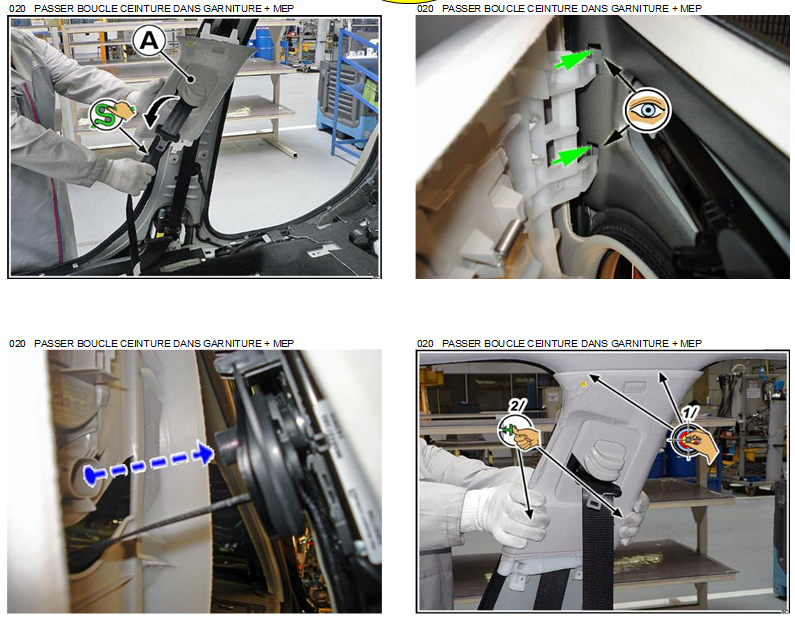 020 PASSER BOUCLE CEINTURE DANS GARNITURE + MEP
020 PASSER BOUCLE CEINTURE DANS GARNITURE + MEP
A
020 PASSER BOUCLE CEINTURE DANS GARNITURE + MEP
020 PASSER BOUCLE CEINTURE DANS GARNITURE + MEP
2/
1/